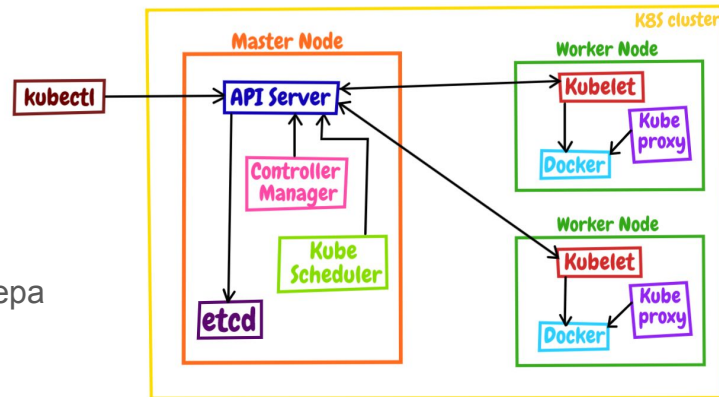 K8S cluster
Master Node
Worker Node
kubectl
API Server
Kubelet
Kube
proxy
Docker
Controller
Manager
Kube
Scheduler
Worker Node
Kubelet
Kube
proxy
Docker
ера
etcd